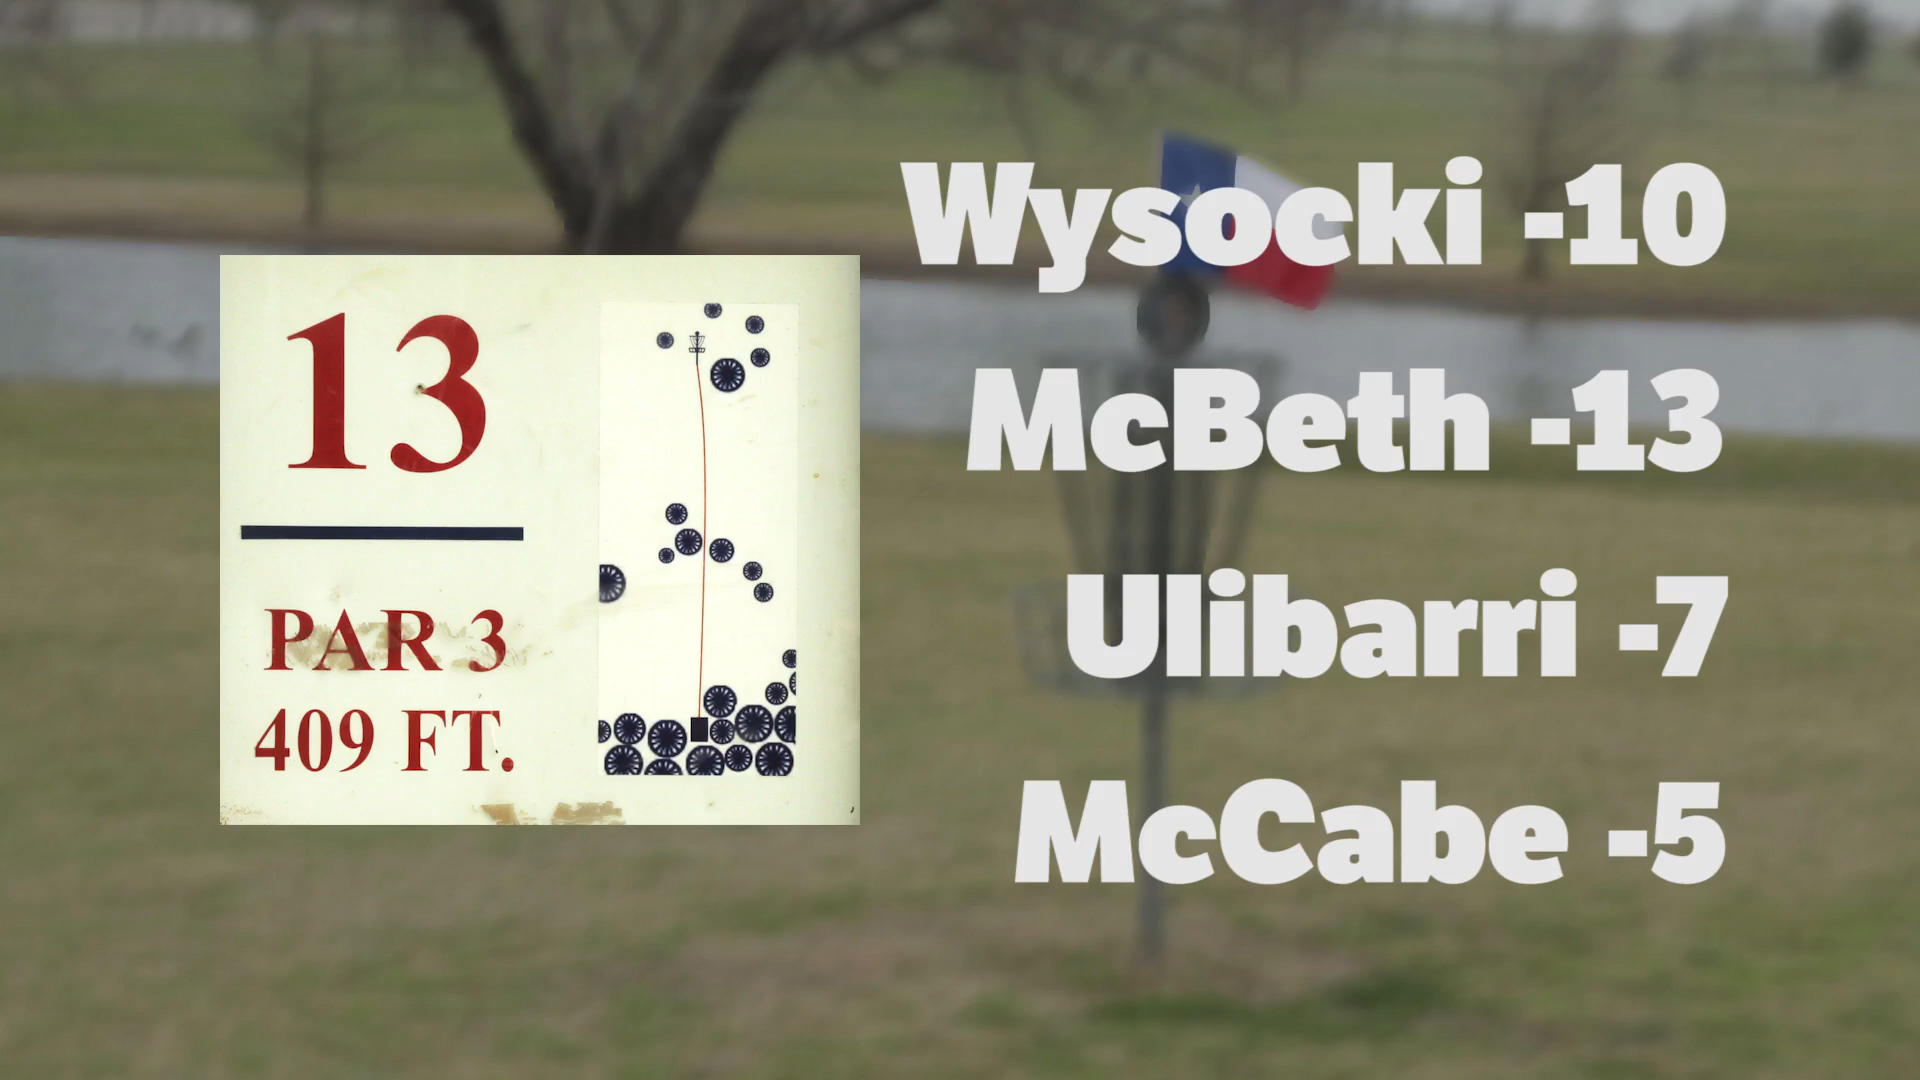 13
PAR 3
409 FT.
Wysocki -10
McBeth -13
Ulibarri -7
McCabe -5